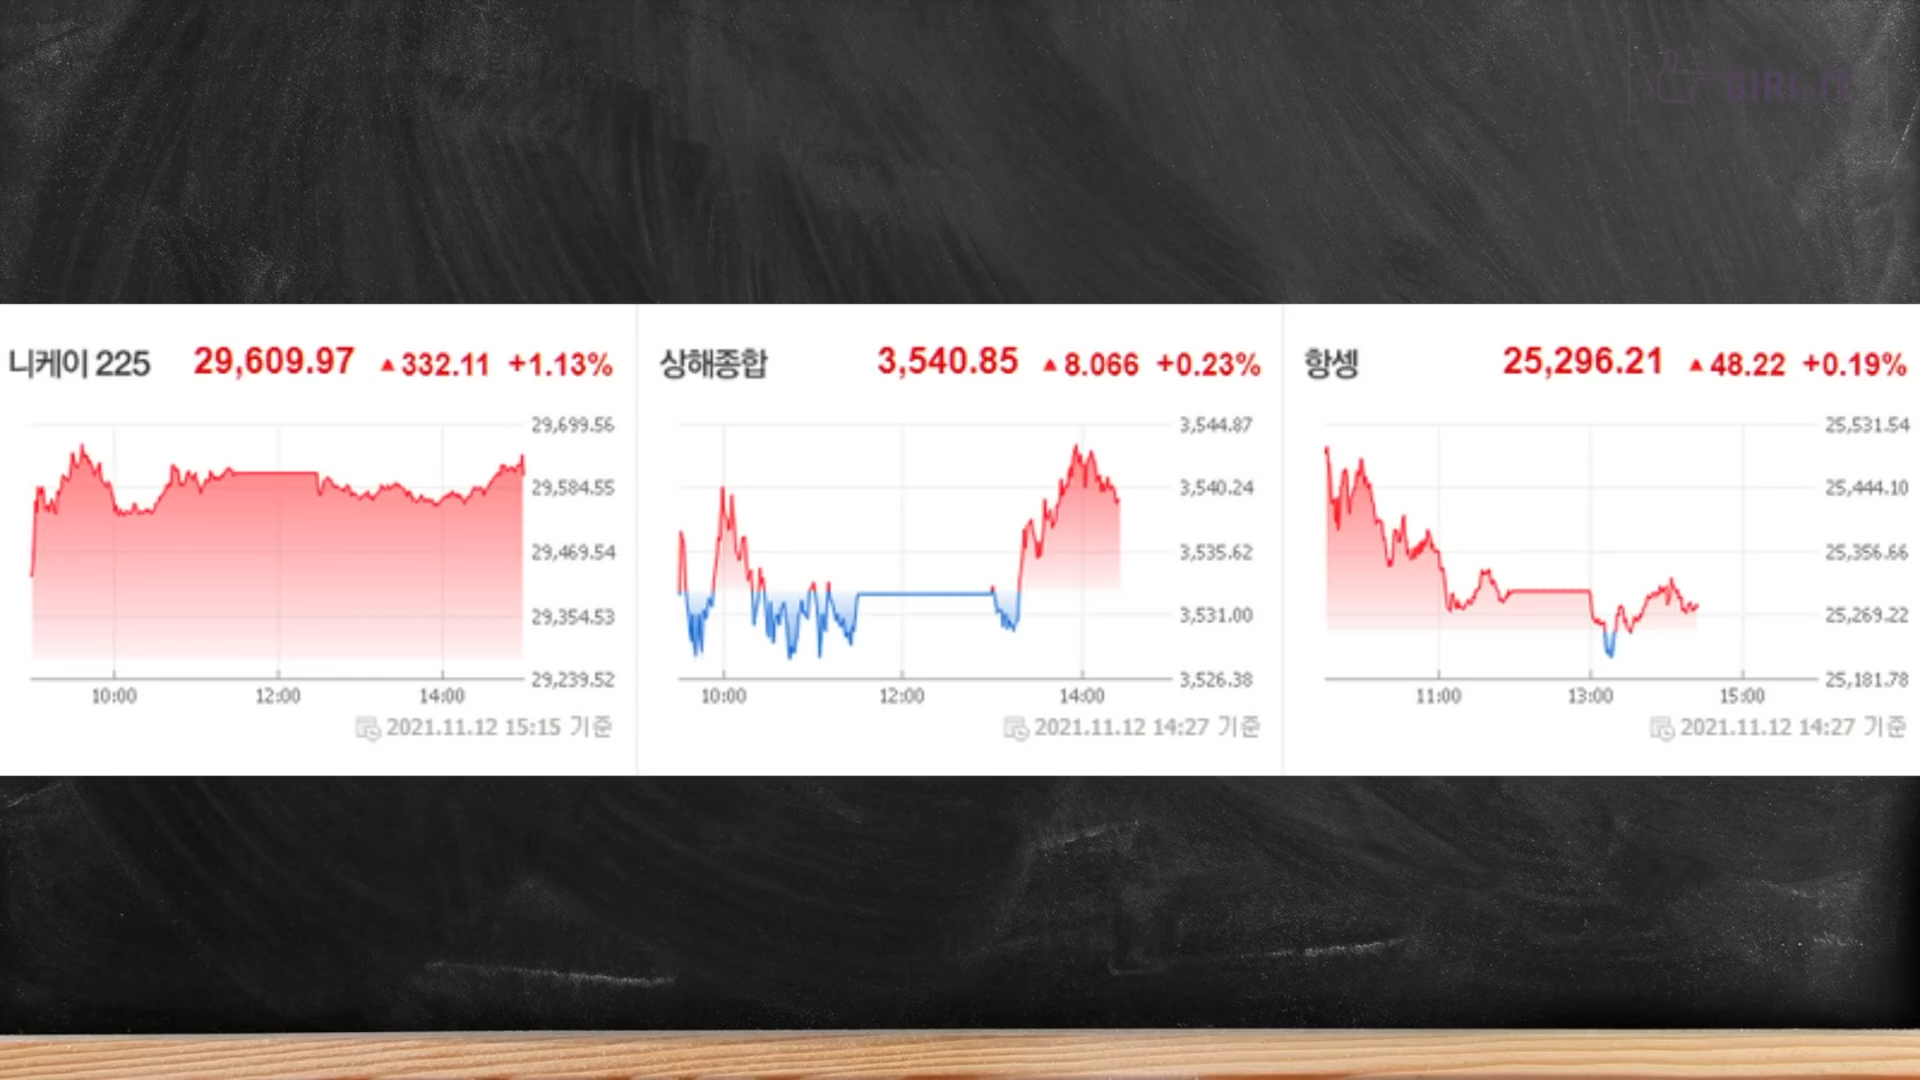 니케이 225 29,609.97 ▲332.11 +1.13%
29,699.56
29,584.55
29,469.54
29,354.53
29,239.52
10:00 12:00 14:00
2021.11.12 15:15 기준
상해종합 3,540.85 ▲8.066 +0.23%
3,544.87
3,540.24
3,535.62
3,531.00
3,526.38
10:00 12:00 14:00
2021.11.12 14:27 기준
항셍 25,296.21 ▲48.22 +0.19%
25,531.54
25,444.10
25,356.66
25,269.22
25,181.78
11:00 13:00 15:00
2021.11.12 14:27 기준